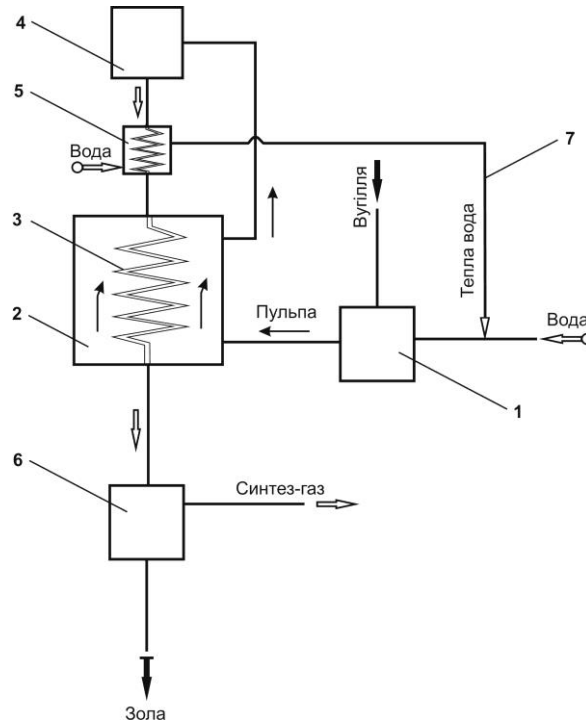 4
5
Вода
7
Вугілля
Тепла вода
3
Пульпа
2
Вода
1
6
Синтез-газ
Зола